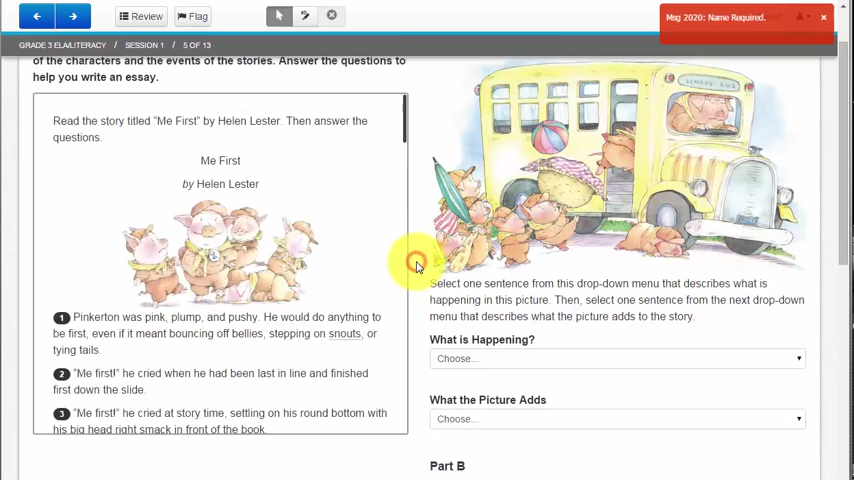 Review
Flag
Msg 2020: Name Required.
×
GRADE 3 ELA/LITERACY / SESSION 1 / 5 OF 13
of the characters and the events of the stories. Answer the questions to
help you write an essay.
Read the story titled "Me First" by Helen Lester. Then answer the
questions.
Me First
by Helen Lester
1 Pinkerton was pink, plump, and pushy. He would do anything to
be first, even if it meant bouncing off bellies, stepping on snouts, or
tying tails.
2 "Me first!" he cried when he had been last in line and finished
first down the slide.
3 "Me first!" he cried at story time, settling on his round bottom with
his big head right smack in front of the book.
SCHOOL BUS
Select one sentence from this drop-down menu that describes what is
happening in this picture. Then, select one sentence from the next drop-down
menu that describes what the picture adds to the story.
What is Happening?
Choose...
What the Picture Adds
Choose...
Part B